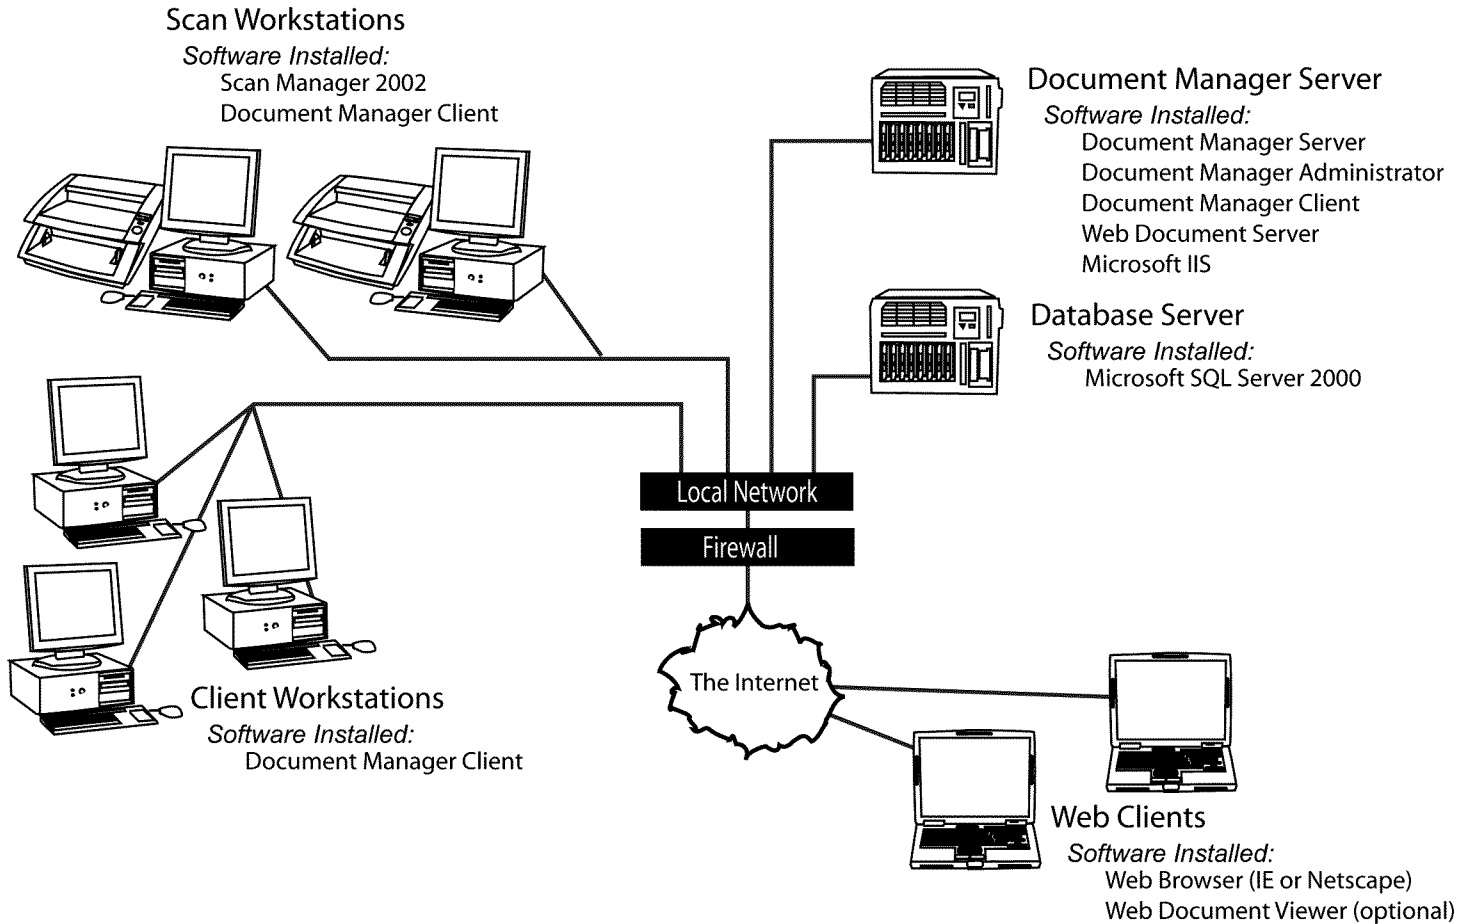 Scan Workstations
Software Installed:
Scan Manager 2002
Document Manager Client
Document Manager Server
Software Installed:
Document Manager Server
Document Manager Administrator
Document Manager Client
Web Document Server
Microsoft IIS
Database Server
Software Installed:
Microsoft SQL Server 2000
Local Network
Firewall
The Internet
Client Workstations
Software Installed:
Document Manager Client
Web Clients
Software Installed:
Web Browser (IE or Netscape)
Web Document Viewer (optional)